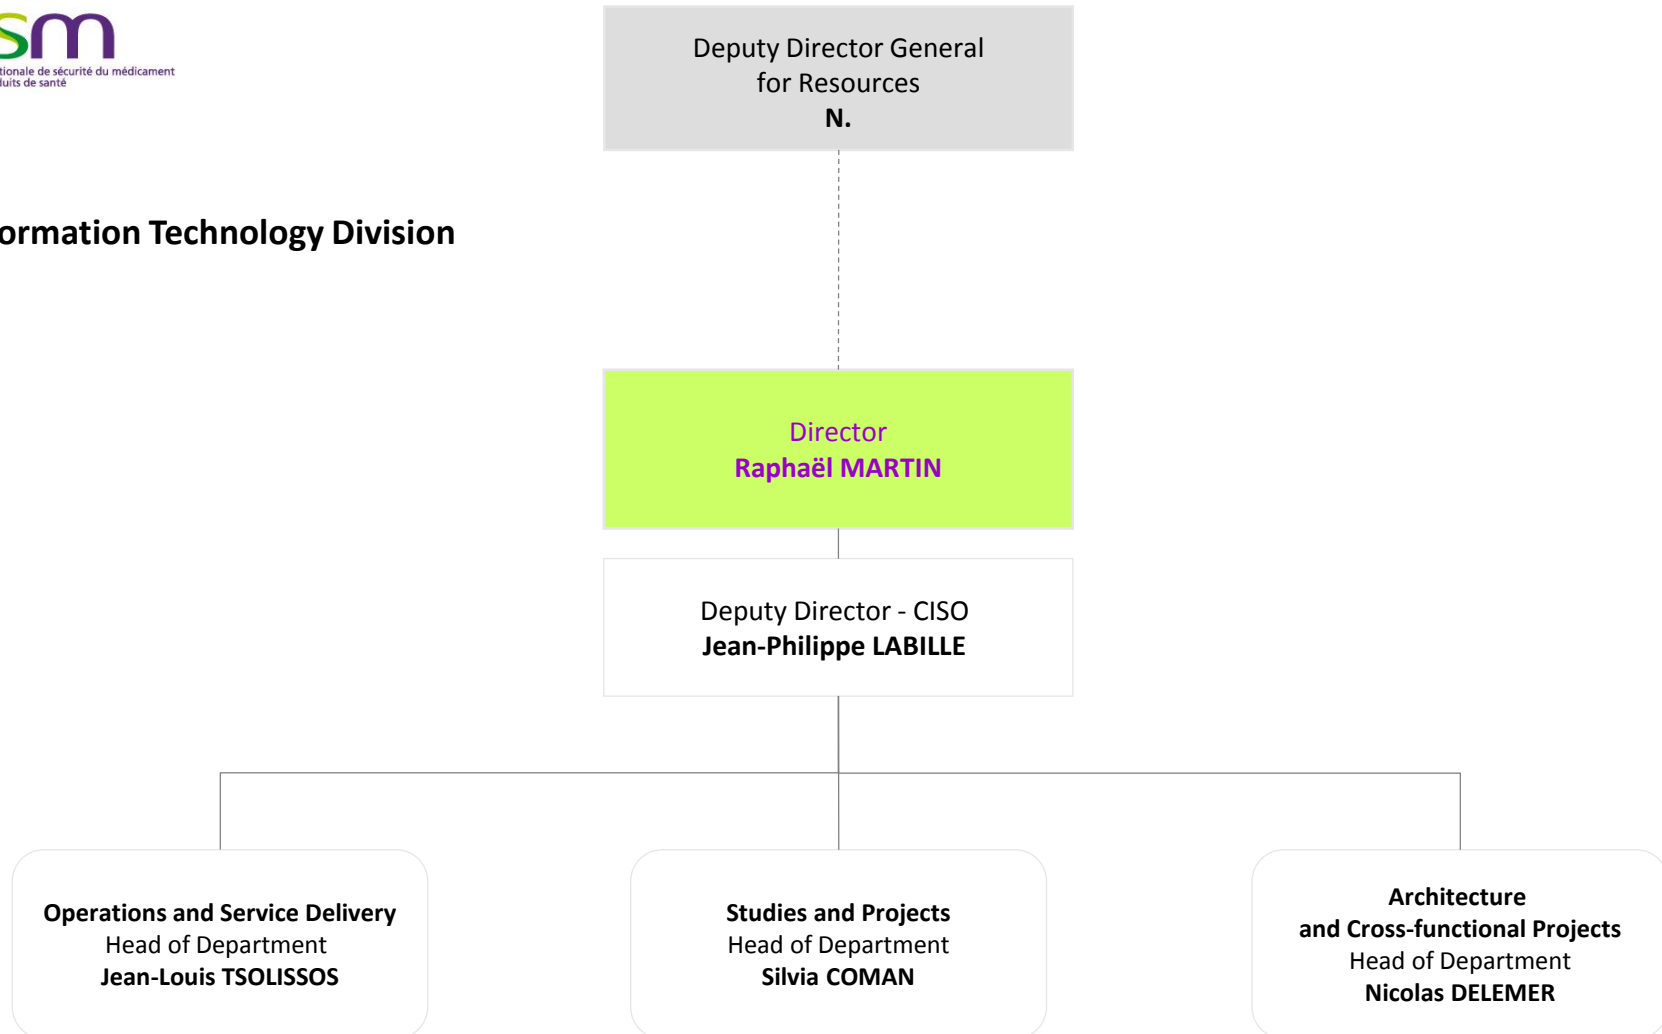 sm
tionale de sécurité du médicament
duits de santé
Deputy Director General
for Resources
N.
ormation Technology Division
Director
Raphaël MARTIN
Deputy Director - CISO
Jean-Philippe LABILLE
Operations and Service Delivery
Head of Department
Jean-Louis TSOLISSOS
Studies and Projects
Head of Department
Silvia COMAN
Architecture
and Cross-functional Projects
Head of Department
Nicolas DELEMER